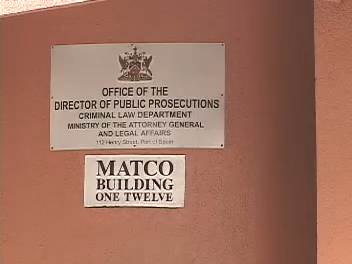 OFFICE OF THE
DIRECTOR OF PUBLIC PROSECUTIONS
CRIMINAL LAW DEPARTMENT
MINISTRY OF THE ATTORNEY GENERAL
AND LEGAL AFFAIRS
112 Henry Street, Port of Spain
MATCO
BUILDING
ONE TWELVE